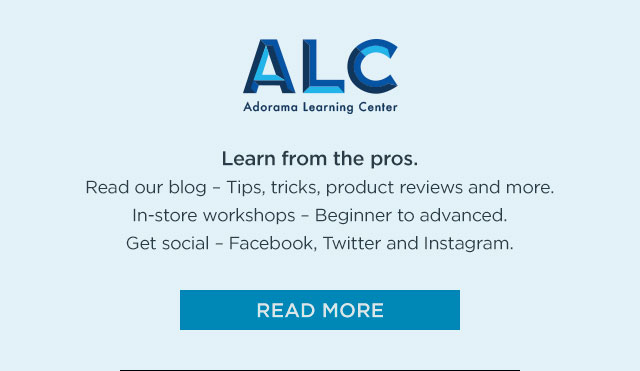 ALC
Adorama Learning Center
Learn from the pros.
Read our blog – Tips, tricks, product reviews and more.
In-store workshops – Beginner to advanced.
Get social – Facebook, Twitter and Instagram.
READ MORE